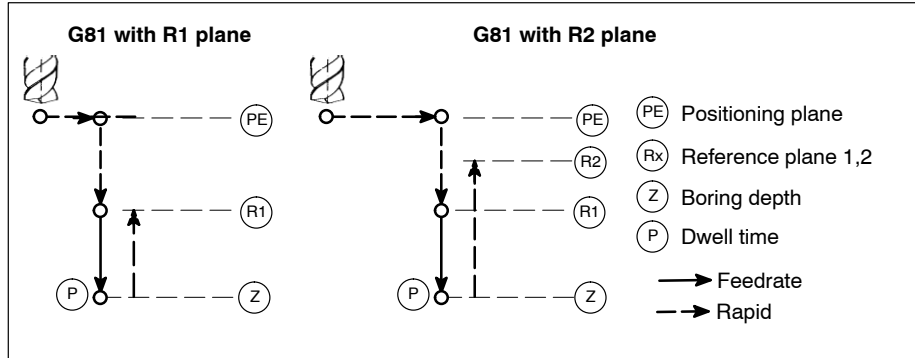 G81 with R1 plane
PE
R1
P
Z
G81 with R2 plane
PE
R2
R1
P
Z
PE Positioning plane
Rx Reference plane 1,2
Z Boring depth
P Dwell time
Feedrate
Rapid